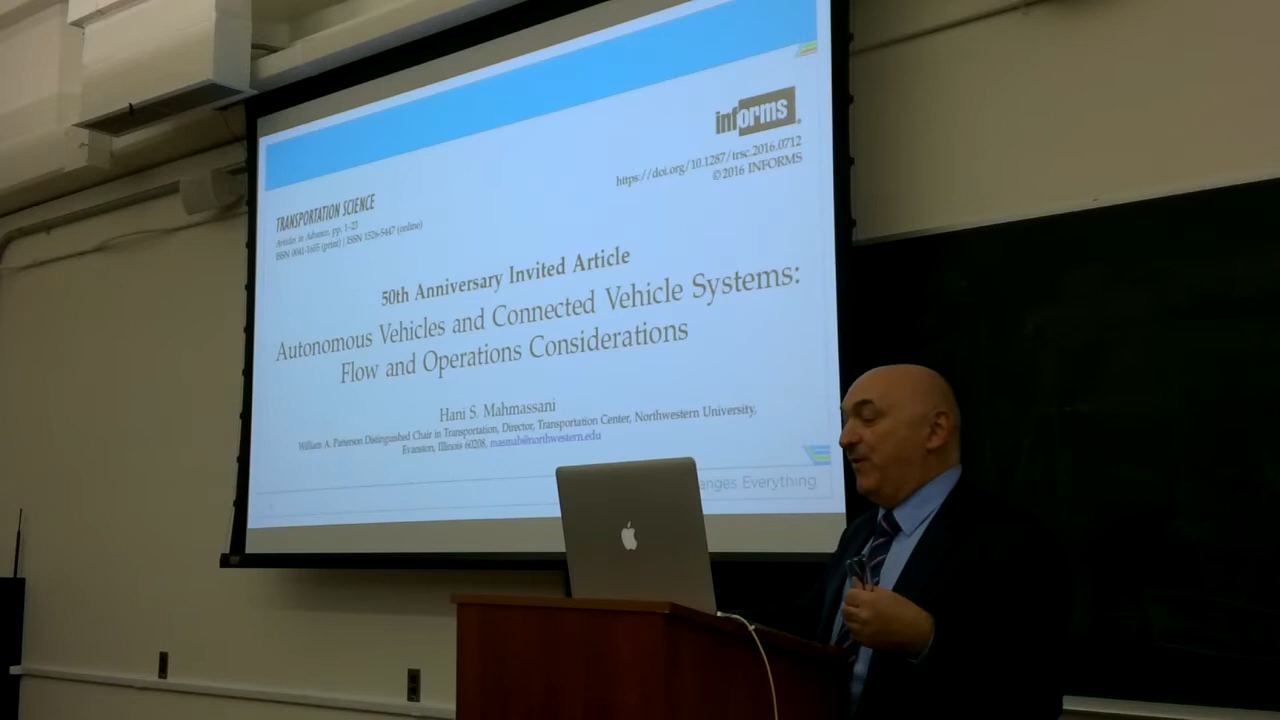 informs
https://doi.org/10.1287/trsc.2016.0712
©2016 INFORMS
TRANSPORTATION SCIENCE
Articles in Advance, pp. 1–23
ISSN 0041-1655 (print) | ISSN 1526-5447 (online)
50th Anniversary Invited Article
Autonomous Vehicles and Connected Vehicle Systems:
Flow and Operations Considerations
Hani S. Mahmassani
William A. Patterson Distinguished Chair in Transportation, Director, Transportation Center, Northwestern University,
Evanston, Illinois 60208, masmah@northwestern.edu
anges Everything